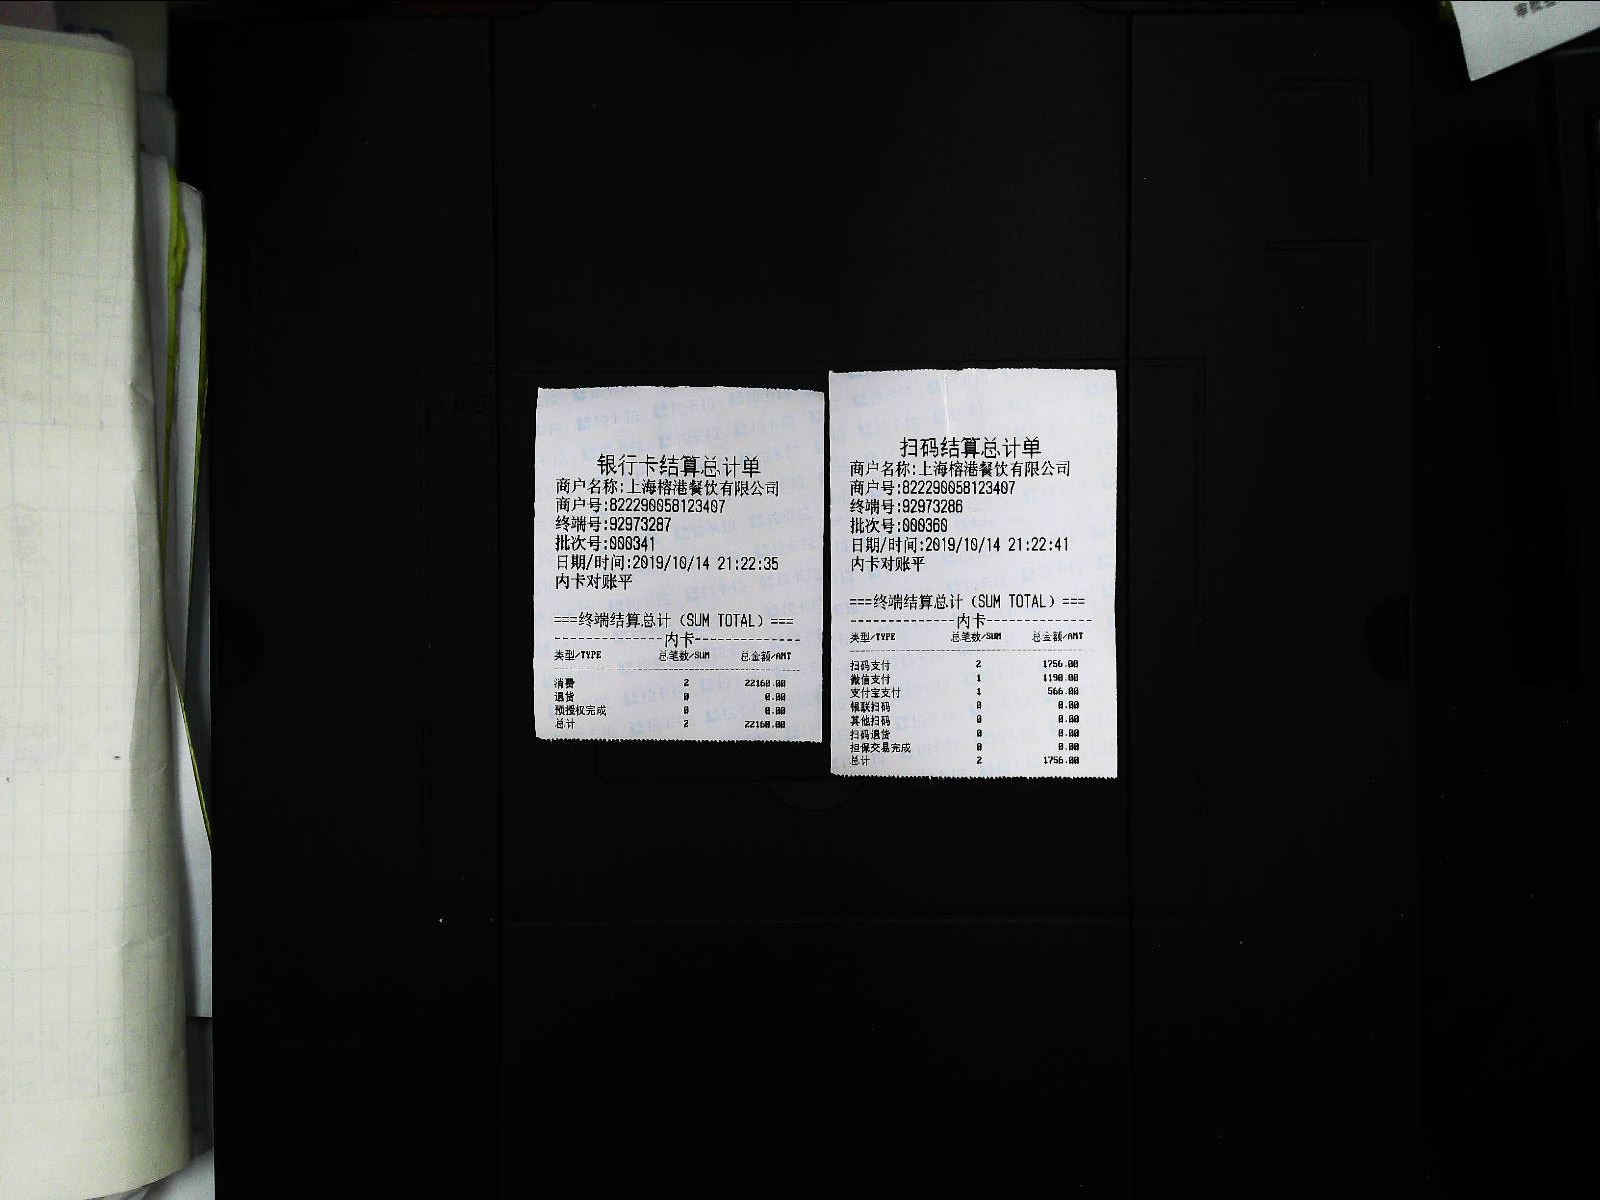 银行卡结算总计单
商户名称:上海榕港餐饮有限公司
商户号:822290058123407
终端号:92973287
批次号:000341
日期/时间:2019/10/14 21:22:35
内卡对账平
===终端结算总计（SUM TOTAL）===
--------------内卡--------------
类型/TYPE 总笔数/SUM 总金额/AMT
消费 2 22160.00
退货 0 0.00
预授权完成 0 0.00
总计 2 22160.00
扫码结算总计单
商户名称:上海榕港餐饮有限公司
商户号:822290058123407
终端号:92973286
批次号:000360
日期/时间:2019/10/14 21:22:41
内卡对账平
===终端结算总计（SUM TOTAL）===
--------------内卡--------------
类型/TYPE 总笔数/SUM 总金额/AMT
扫码支付 2 1756.00
微信支付 1 1190.00
支付宝支付 1 566.00
银联扫码 0 0.00
其他扫码 0 0.00
扫码退货 0 0.00
担保交易完成 0 0.00
总计 2 1756.00